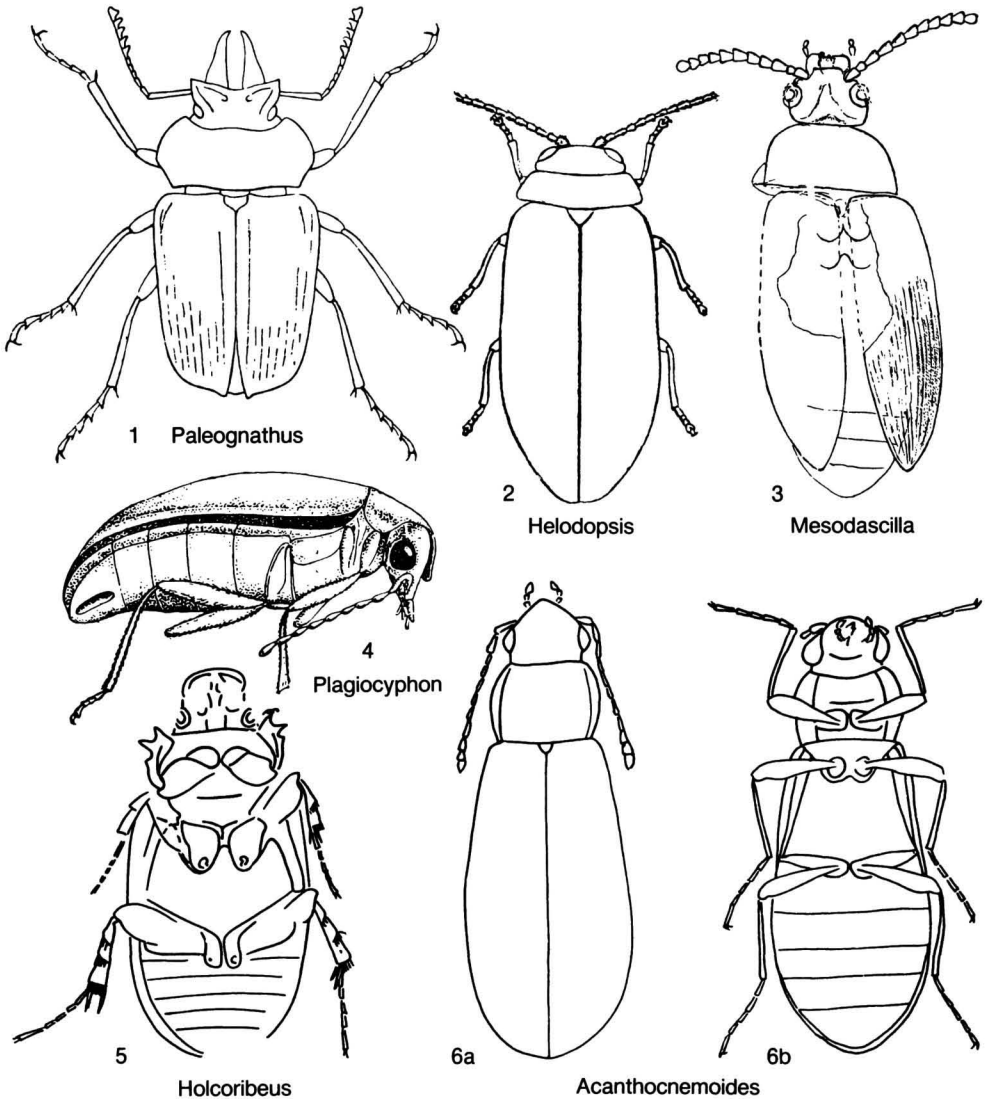 1 Paleognathus
2
Helodopsis
3
Mesodascilla
4
Plagiocyphon
5
Holcoribeus
6a
6b
Acanthocnemoides